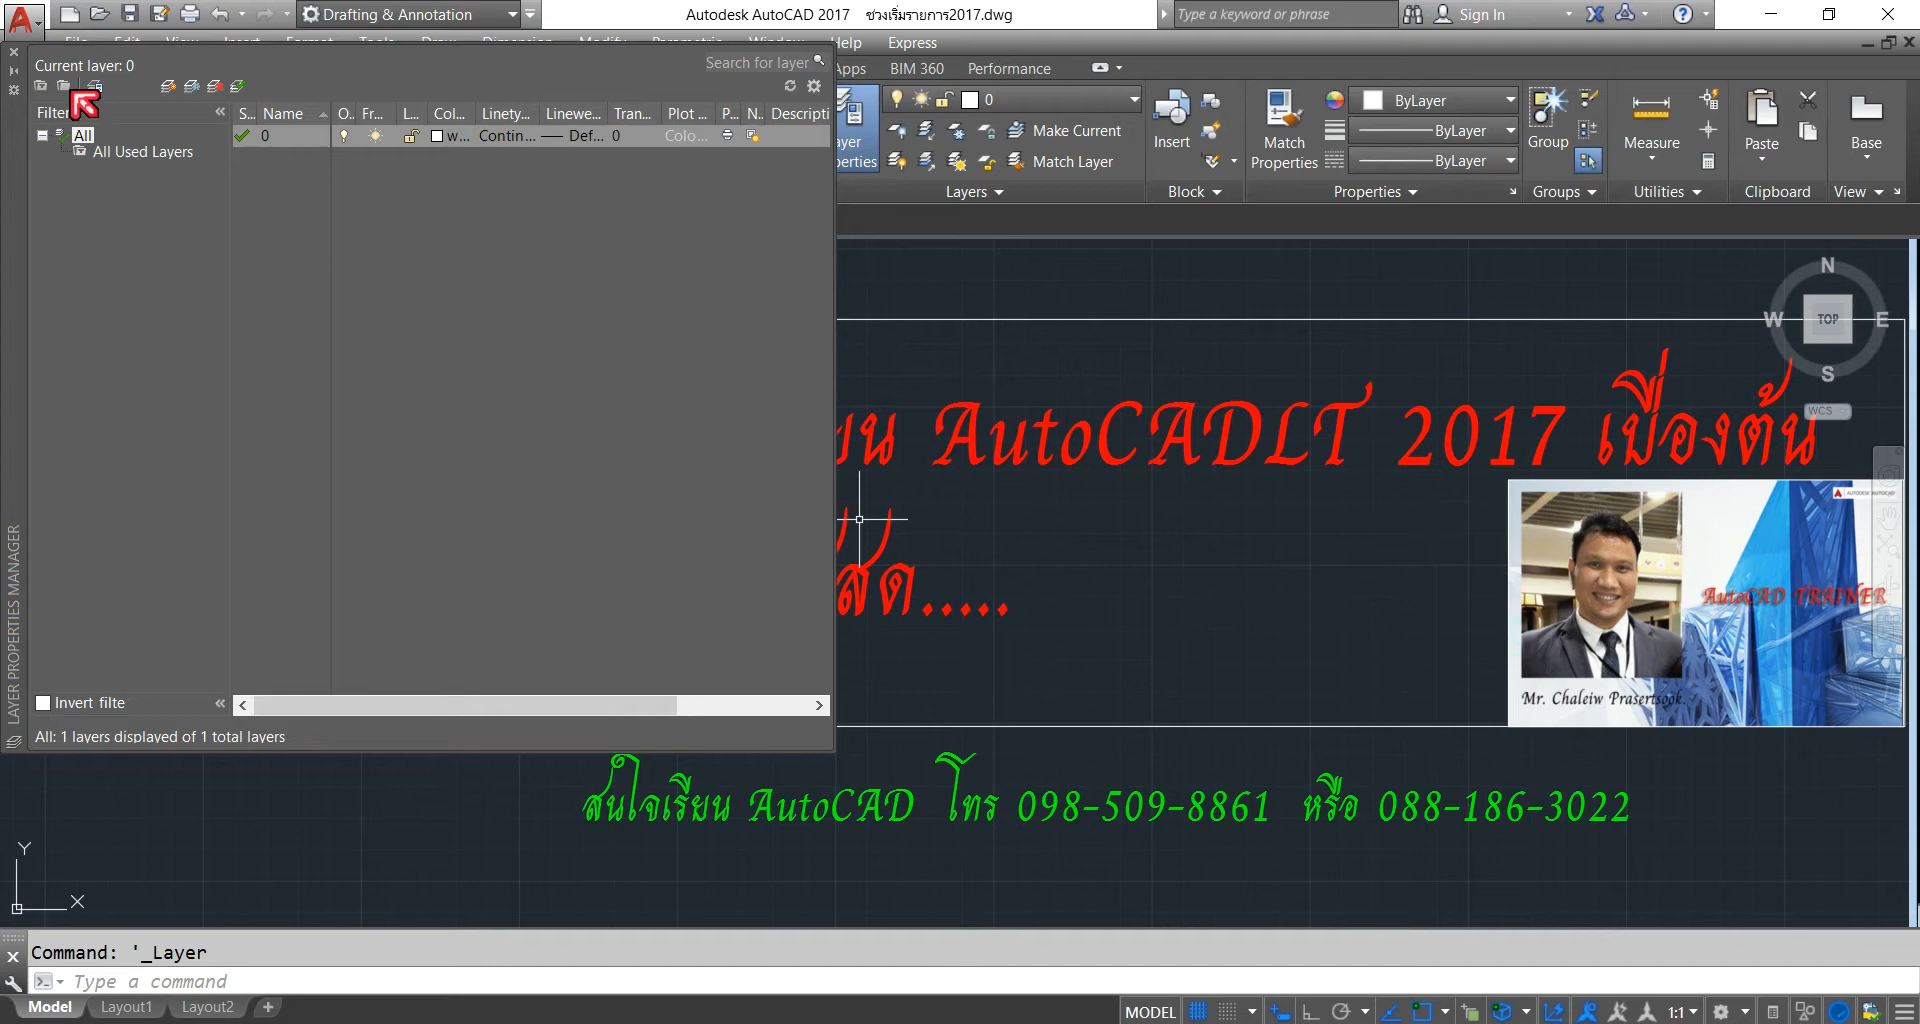 Drafting & Annotation
Autodesk AutoCAD 2017 ช่วงเริ่มรายการ2017.dwg
Type a keyword or phrase
Sign In
Help Express
BIM 360 Performance
Current layer: 0
Search for layer
S.. Name O. Fr... L... Col... Linety... Linewe... Tran... Plot ... P... N.. Descripti
All 0 w... Contin... Def... 0 Colo...
All Used Layers
0
ByLayer
Make Current
ByLayer
Match Layer
ByLayer
Insert
Match Properties
Group
Measure
Paste
Base
Layers Block Properties Groups Utilities Clipboard View
N
W TOP E
S
WCS
AutoCADLT 2017 เบื้องต้น
สด.....
AutoCAD TRAINER
Mr. Chaleiw Prasertsook.
LAYER PROPERTIES MANAGER
Invert filte
All: 1 layers displayed of 1 total layers
สนใจเรียน AutoCAD โทร 098-509-8861 หรือ 088-186-3022
Y
X
Command: '_Layer
Type a command
Model Layout1 Layout2 +
MODEL 1:1